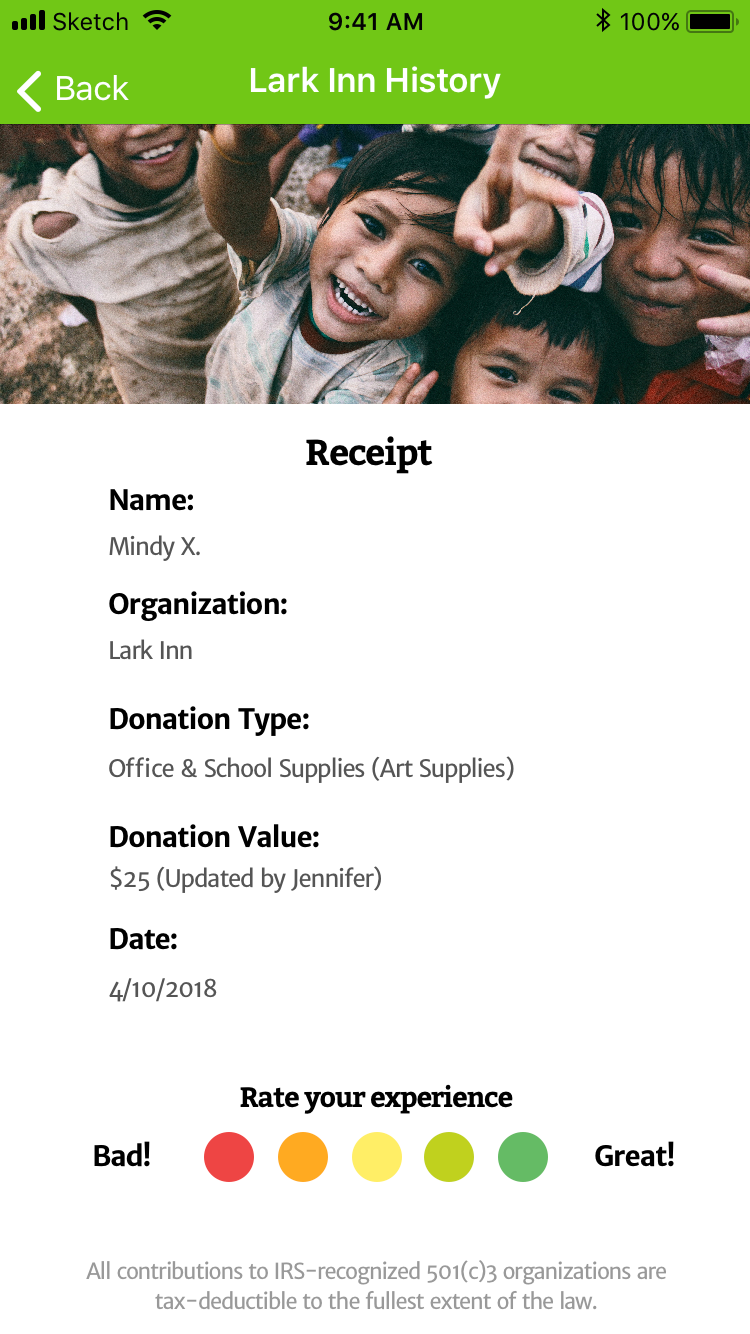 Sketch 9:41 AM 100%
Back Lark Inn History
Receipt
Name:
Mindy X.
Organization:
Lark Inn
Donation Type:
Office & School Supplies (Art Supplies)
Donation Value:
$25 (Updated by Jennifer)
Date:
4/10/2018
Rate your experience
Bad! Great!
All contributions to IRS-recognized 501(c)3 organizations are
tax-deductible to the fullest extent of the law.